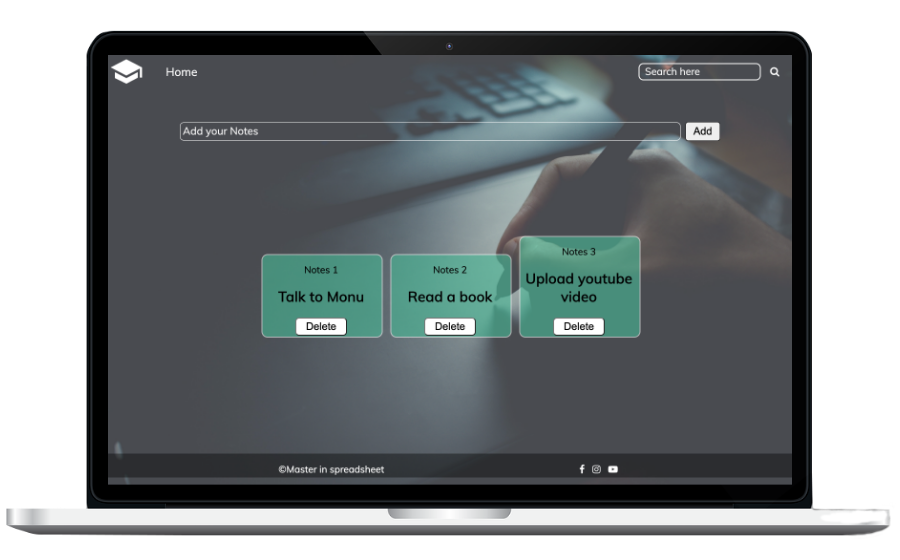 Home
Search here
Add your Notes
Add
Notes 1
Talk to Monu
Delete
Notes 2
Read a book
Delete
Notes 3
Upload youtube
video
Delete
©Master in spreadsheet